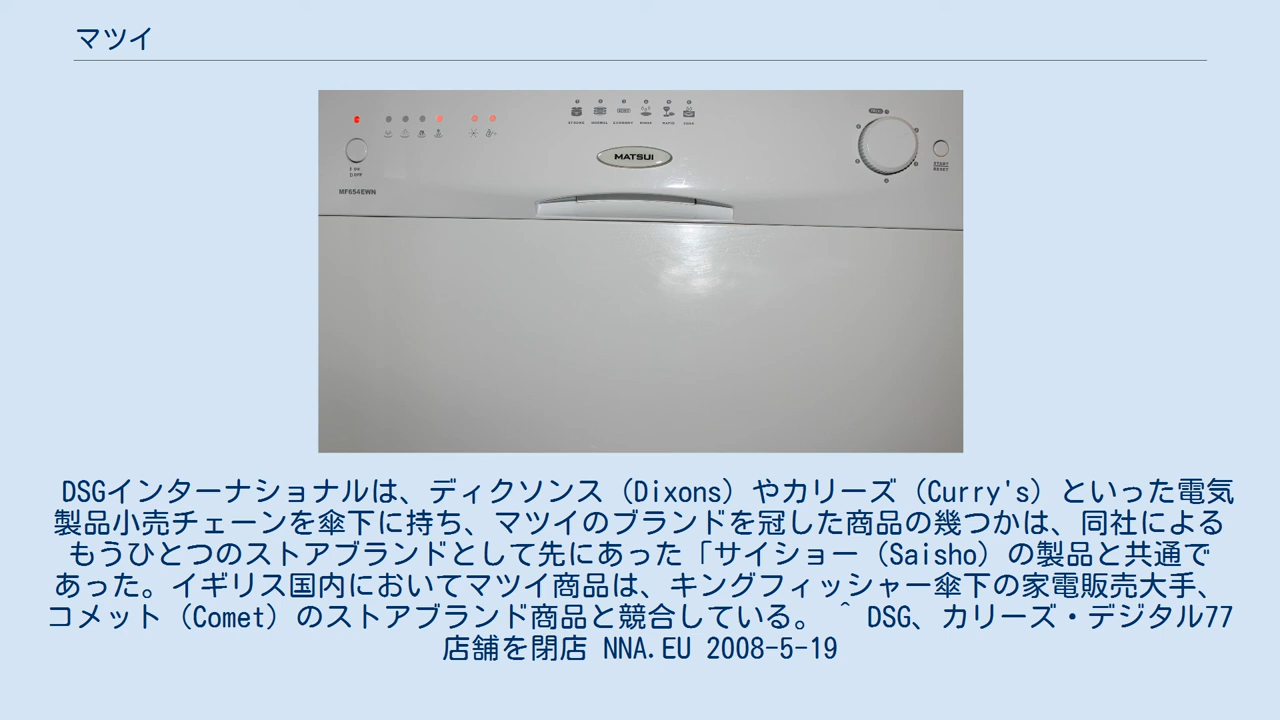 マツイ
STRONG NORMAL ECONOMY RINSE RAPID
MATSUI
START
RESET
MF654EWN
DSGインターナショナルは、ディクソンス（Dixons）やカリーズ（Curry's）といった電気
製品小売チェーンを傘下に持ち、マツイのブランドを冠した商品の幾つかは、同社による
もうひとつのストアブランドとして先にあった「サイショー（Saisho）の製品と共通で
あった。イギリス国内においてマツイ商品は、キングフィッシャー傘下の家電販売大手、
コメット（Comet）のストアブランド商品と競合している。 ^ DSG、カリーズ・デジタル77
店舗を閉店 NNA.EU 2008-5-19